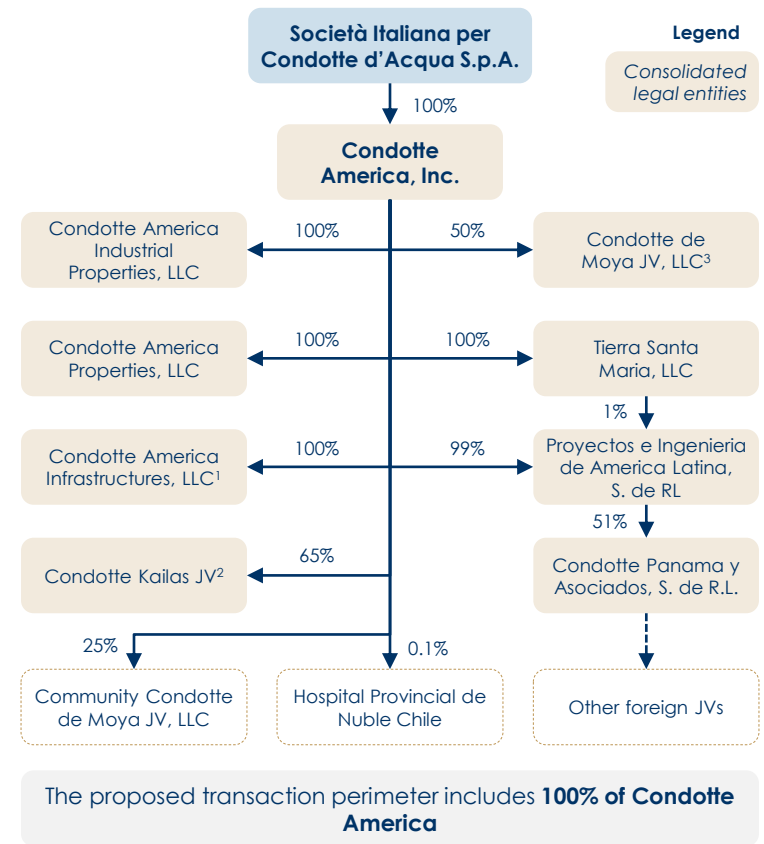 Società Italiana per
Condotte d'Acqua S.p.A.
Legend
Consolidated
legal entities
100%
Condotte
America, Inc.
Condotte America
Industrial
Properties, LLC
100%
50%
Condotte de
Moya JV, LLC³
Condotte America
Properties, LLC
100%
100%
Tierra Santa
Maria, LLC
1%
Condotte America
Infrastructures, LLC¹
100%
99%
Proyectos e Ingenieria
de America Latina,
S. de RL
51%
Condotte Kailas JV²
65%
Condotte Panama y
Asociados, S. de R.L.
25%
0.1%
Community Condotte
de Moya JV, LLC
Hospital Provincial de
Nuble Chile
Other foreign JVs
The proposed transaction perimeter includes 100% of Condotte
America